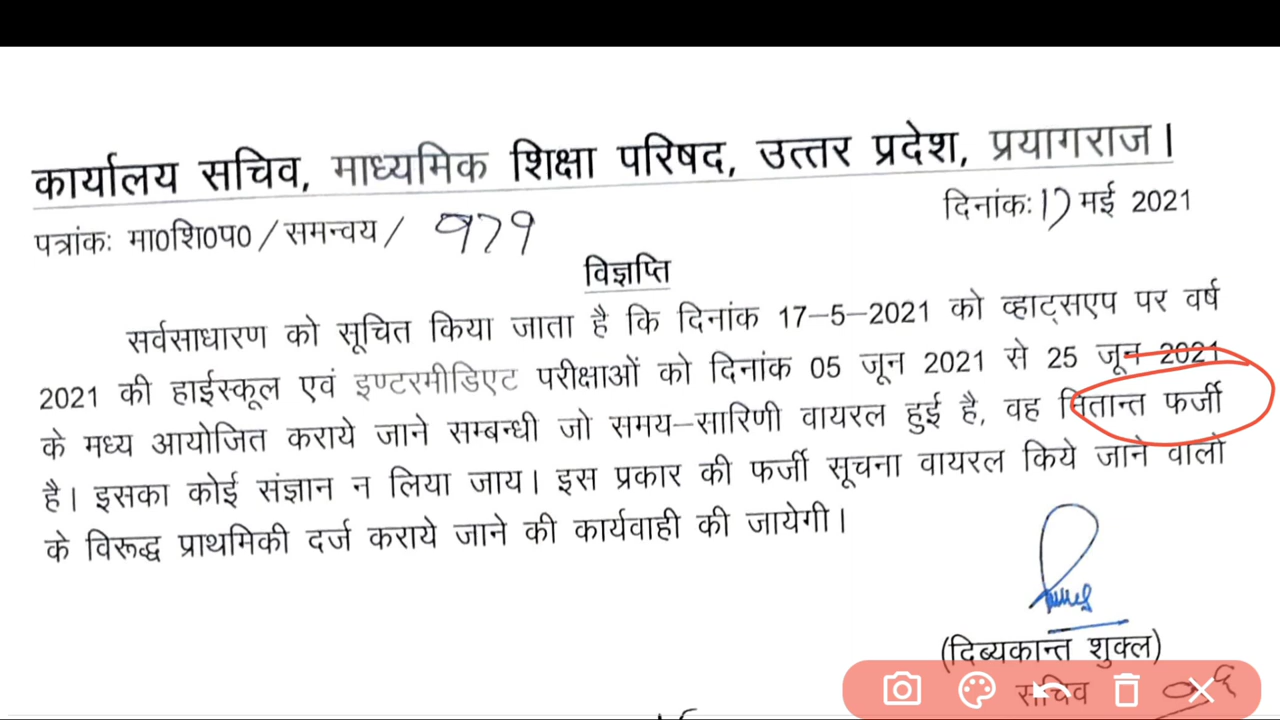 कार्यालय सचिव, माध्यमिक शिक्षा परिषद, उत्तर प्रदेश, प्रयागराज।
पत्रांकः मा0शि0प0/समन्वय/ 979
दिनांकः 17 मई 2021
विज्ञप्ति
सर्वसाधारण को सूचित किया जाता है कि दिनांक 17-5-2021 को व्हाट्सएप पर वर्ष
2021 की हाईस्कूल एवं इण्टरमीडिएट परीक्षाओं को दिनांक 05 जून 2021 से 25 जून 2021
के मध्य आयोजित कराये जाने सम्बन्धी जो समय-सारिणी वायरल हुई है, वह नितान्त फर्जी
है। इसका कोई संज्ञान न लिया जाय। इस प्रकार की फर्जी सूचना वायरल किये जाने वालो
के विरूद्ध प्राथमिकी दर्ज कराये जाने की कार्यवाही की जायेगी।
(दिब्यकान्त शुक्ल)
सचिव